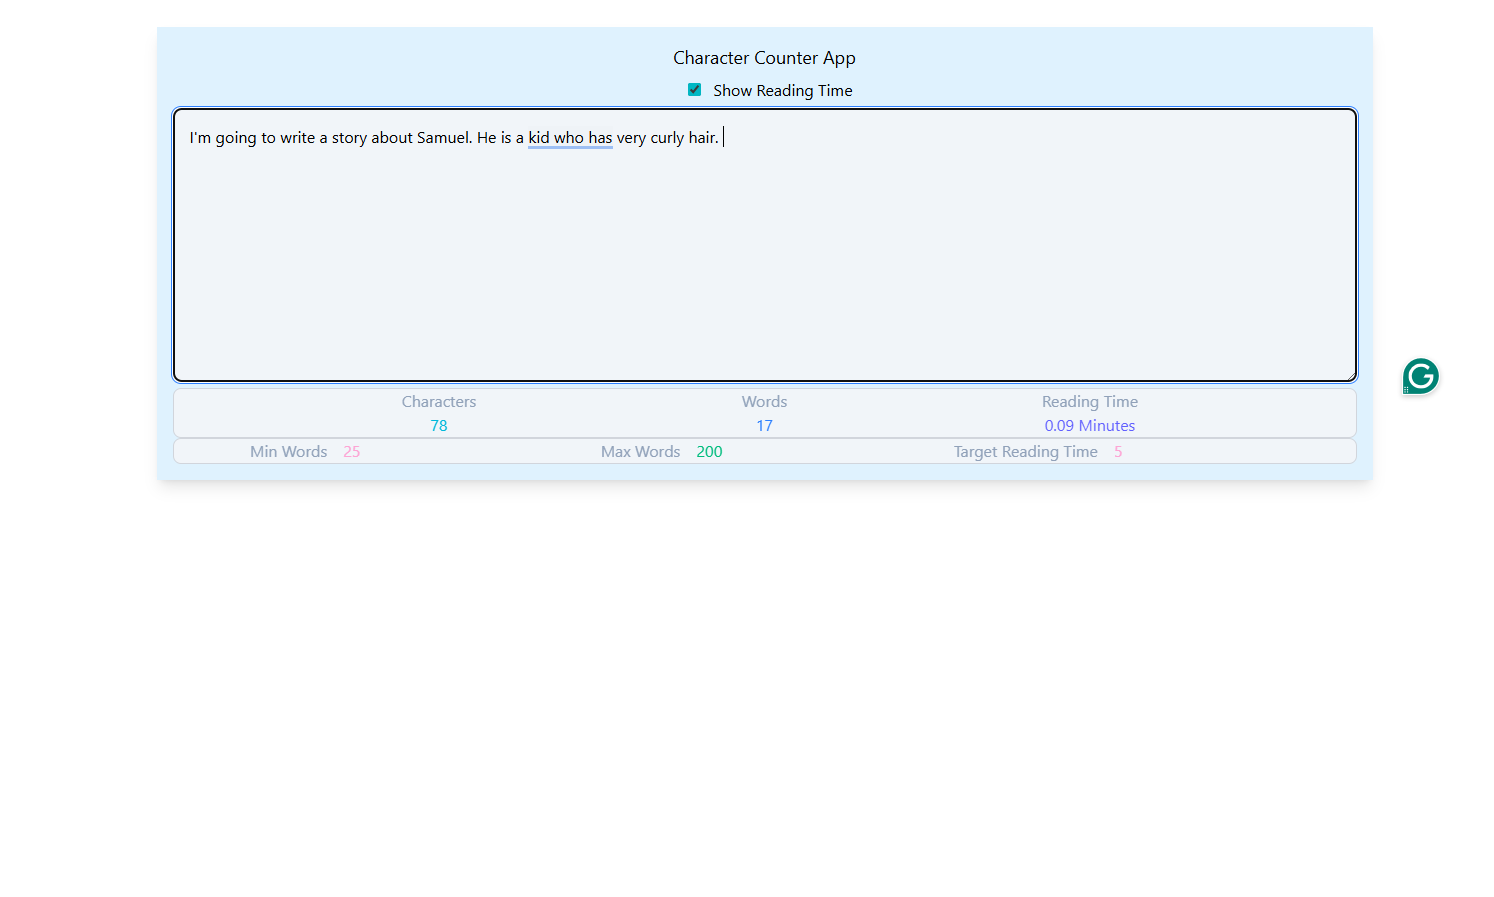 Character Counter App
Show Reading Time
I'm going to write a story about Samuel. He is a kid who has very curly hair.
Characters Words Reading Time
78 17 0.09 Minutes
Min Words 25 Max Words 200 Target Reading Time 5
G